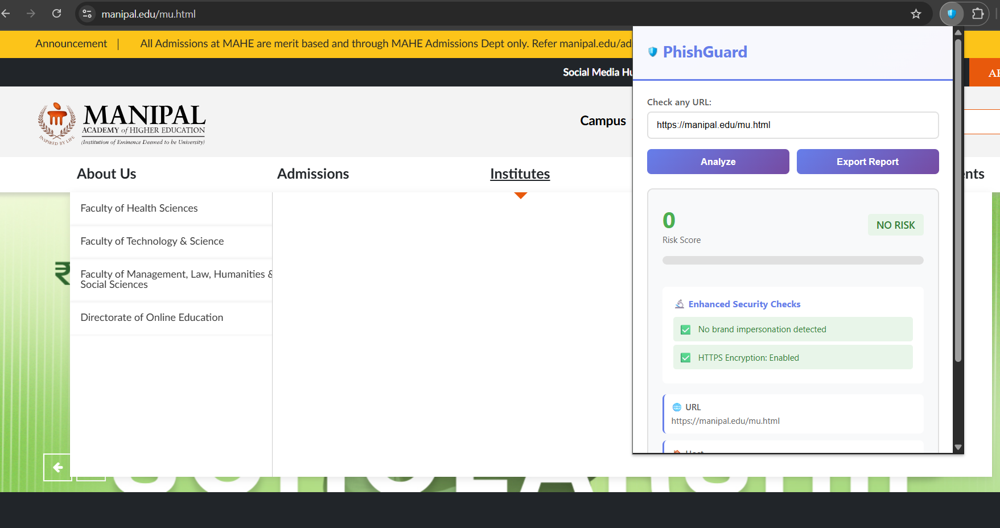 manipal.edu/mu.html
Announcement
All Admissions at MAHE are merit based and through MAHE Admissions Dept only. Refer manipal.edu/ad
Social Media Hu
MANIPAL
ACADEMY of HIGHER EDUCATION
(Institution of Eminence Deemed to be University)
INSPIRED BY LIFE
Campus
About Us
Admissions
Institutes
ents
Faculty of Health Sciences
Faculty of Technology & Science
Faculty of Management, Law, Humanities &
Social Sciences
Directorate of Online Education
₹
PhishGuard
Check any URL:
https://manipal.edu/mu.html
Analyze
Export Report
0
NO RISK
Risk Score
Enhanced Security Checks
No brand impersonation detected
HTTPS Encryption: Enabled
URL
https://manipal.edu/mu.html
Host